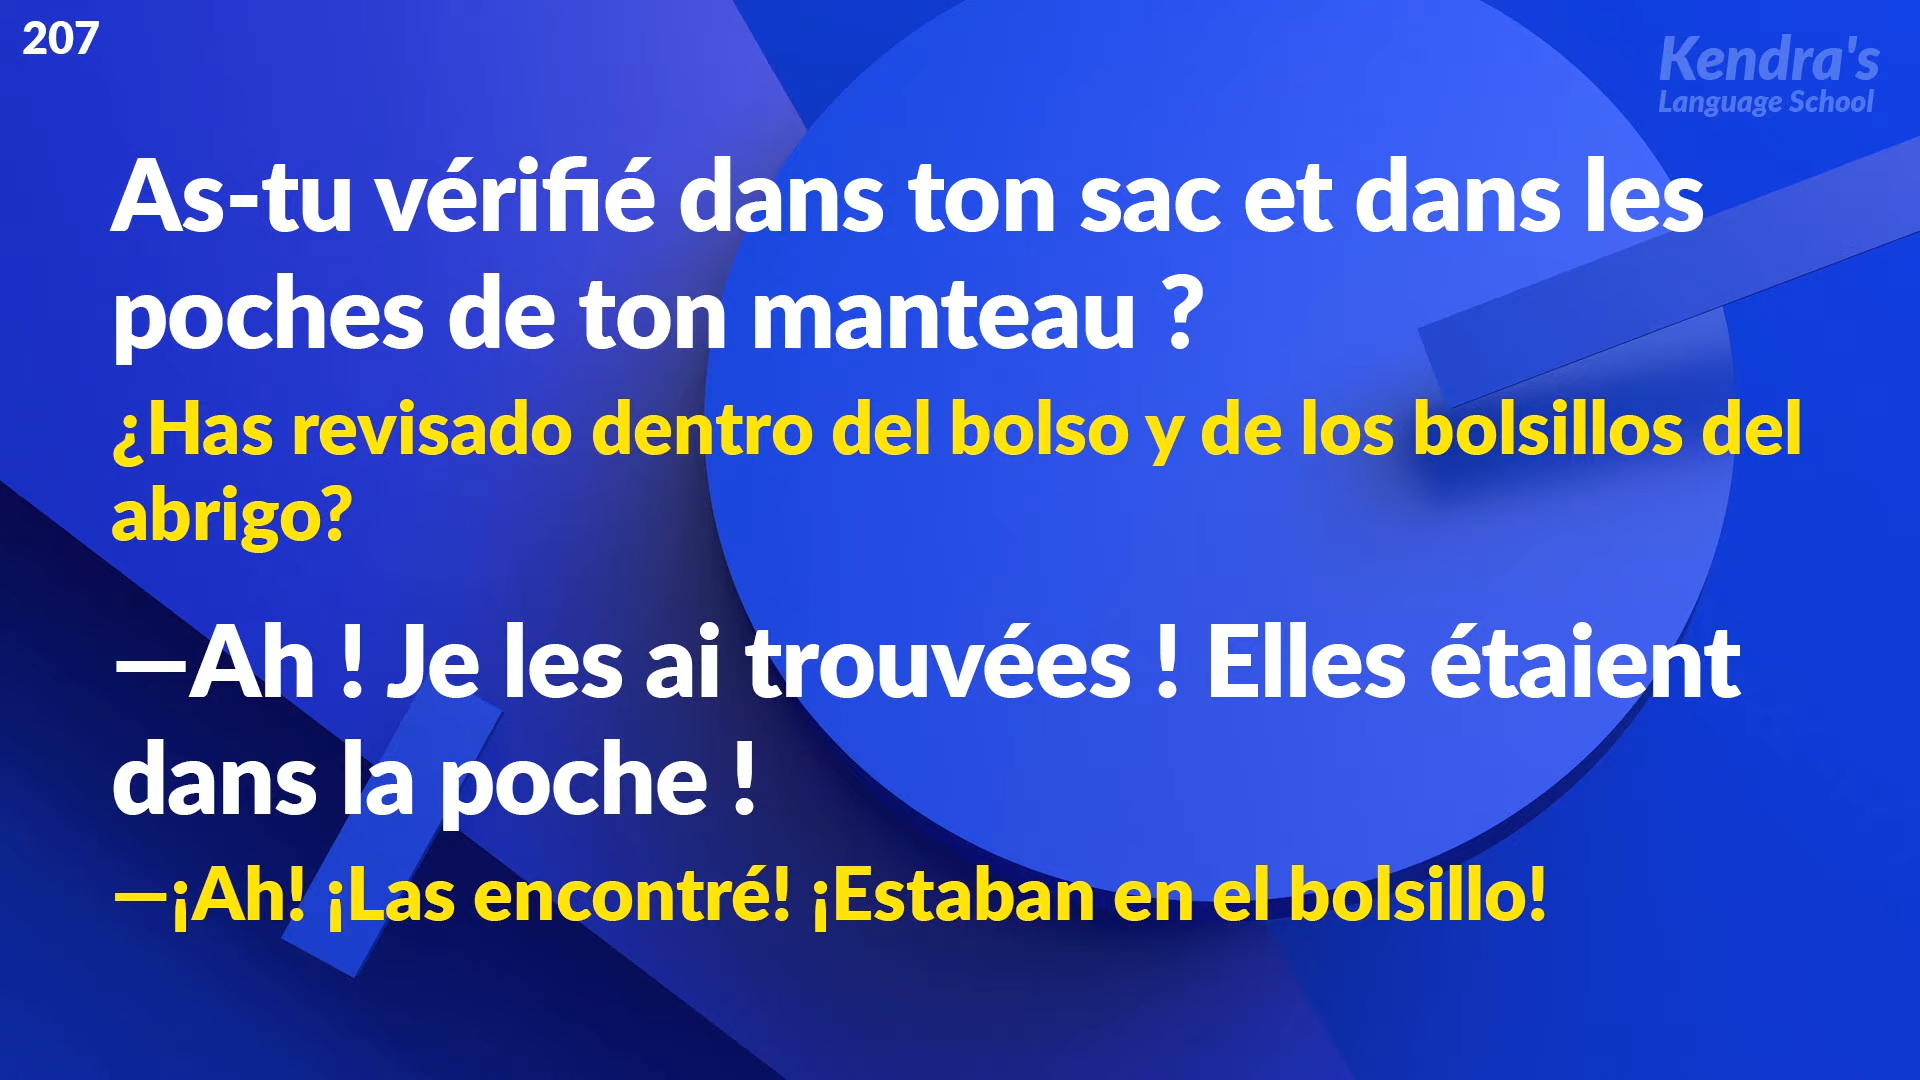 207
Kendra's
Language School
As-tu vérifié dans ton sac et dans les
poches de ton manteau ?
¿Has revisado dentro del bolso y de los bolsillos del
abrigo?
—Ah ! Je les ai trouvées ! Elles étaient
dans la poche !
—¡Ah! ¡Las encontré! ¡Estaban en el bolsillo!